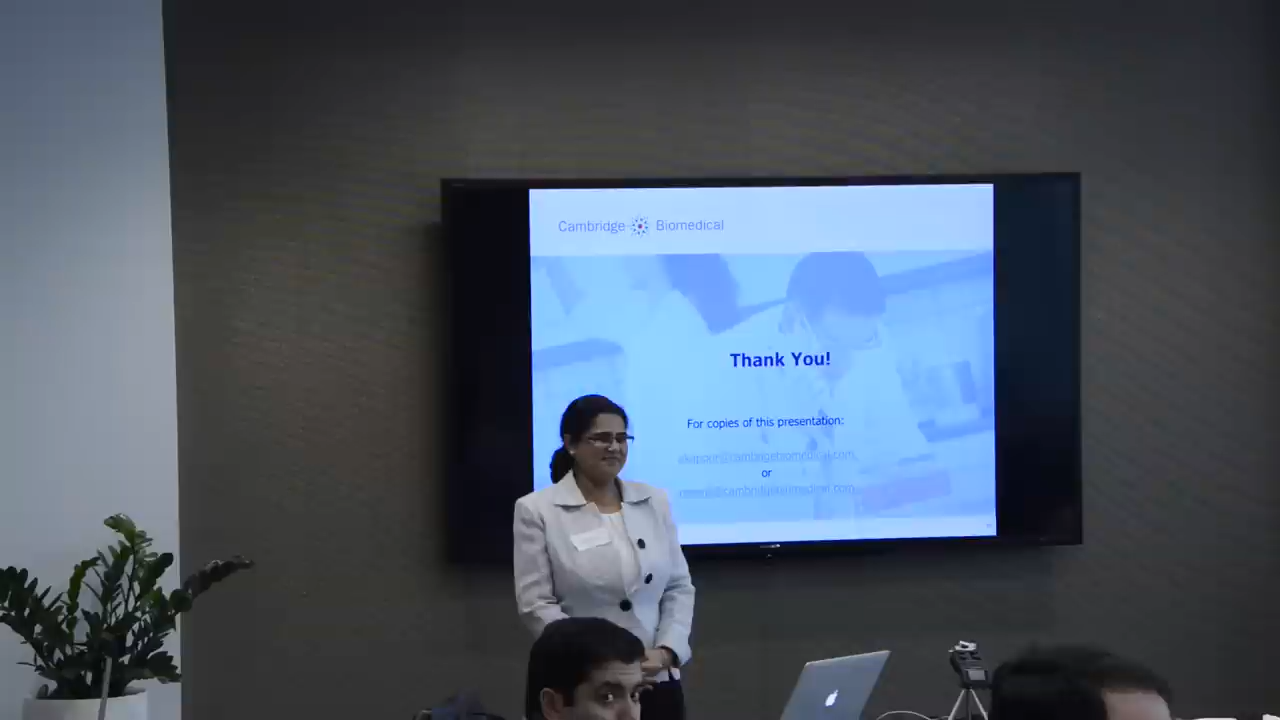 Cambridge Biomedical
Thank You!
For copies of this presentation:
or